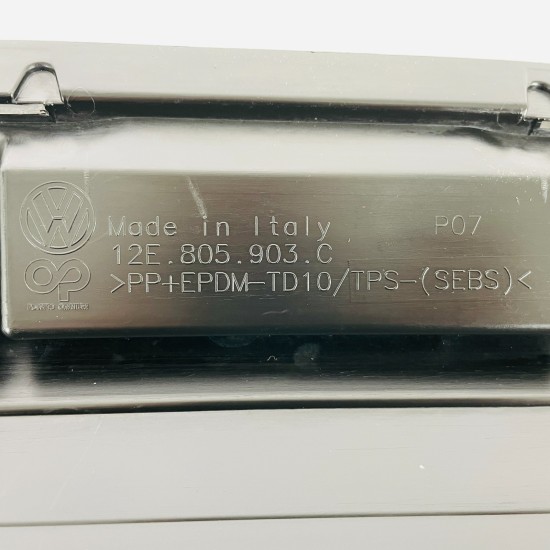 Made in Italy P07
12E.805.903.C
>PP+EPDM-TD10/TPS-(SEBS)<